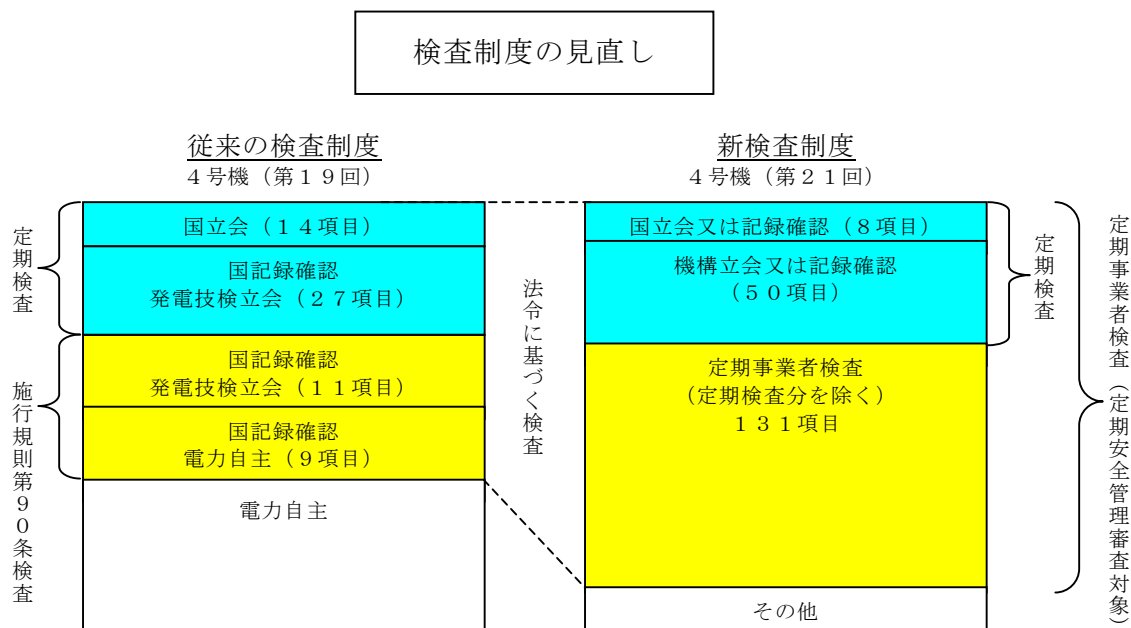 検査制度の見直し
従来の検査制度
４号機（第１９回）
定期検査
国立会（１４項目）
国記録確認
発電技検立会（２７項目）
施行規則第９０条検査
国記録確認
発電技検立会（１１項目）
国記録確認
電力自主（９項目）
電力自主
法令に基づく検査
新検査制度
４号機（第２１回）
国立会又は記録確認（８項目）
機構立会又は記録確認
（５０項目）
定期事業者検査
（定期検査分を除く）
１３１項目
その他
定期検査
定期事業者検査（定期安全管理審査対象）